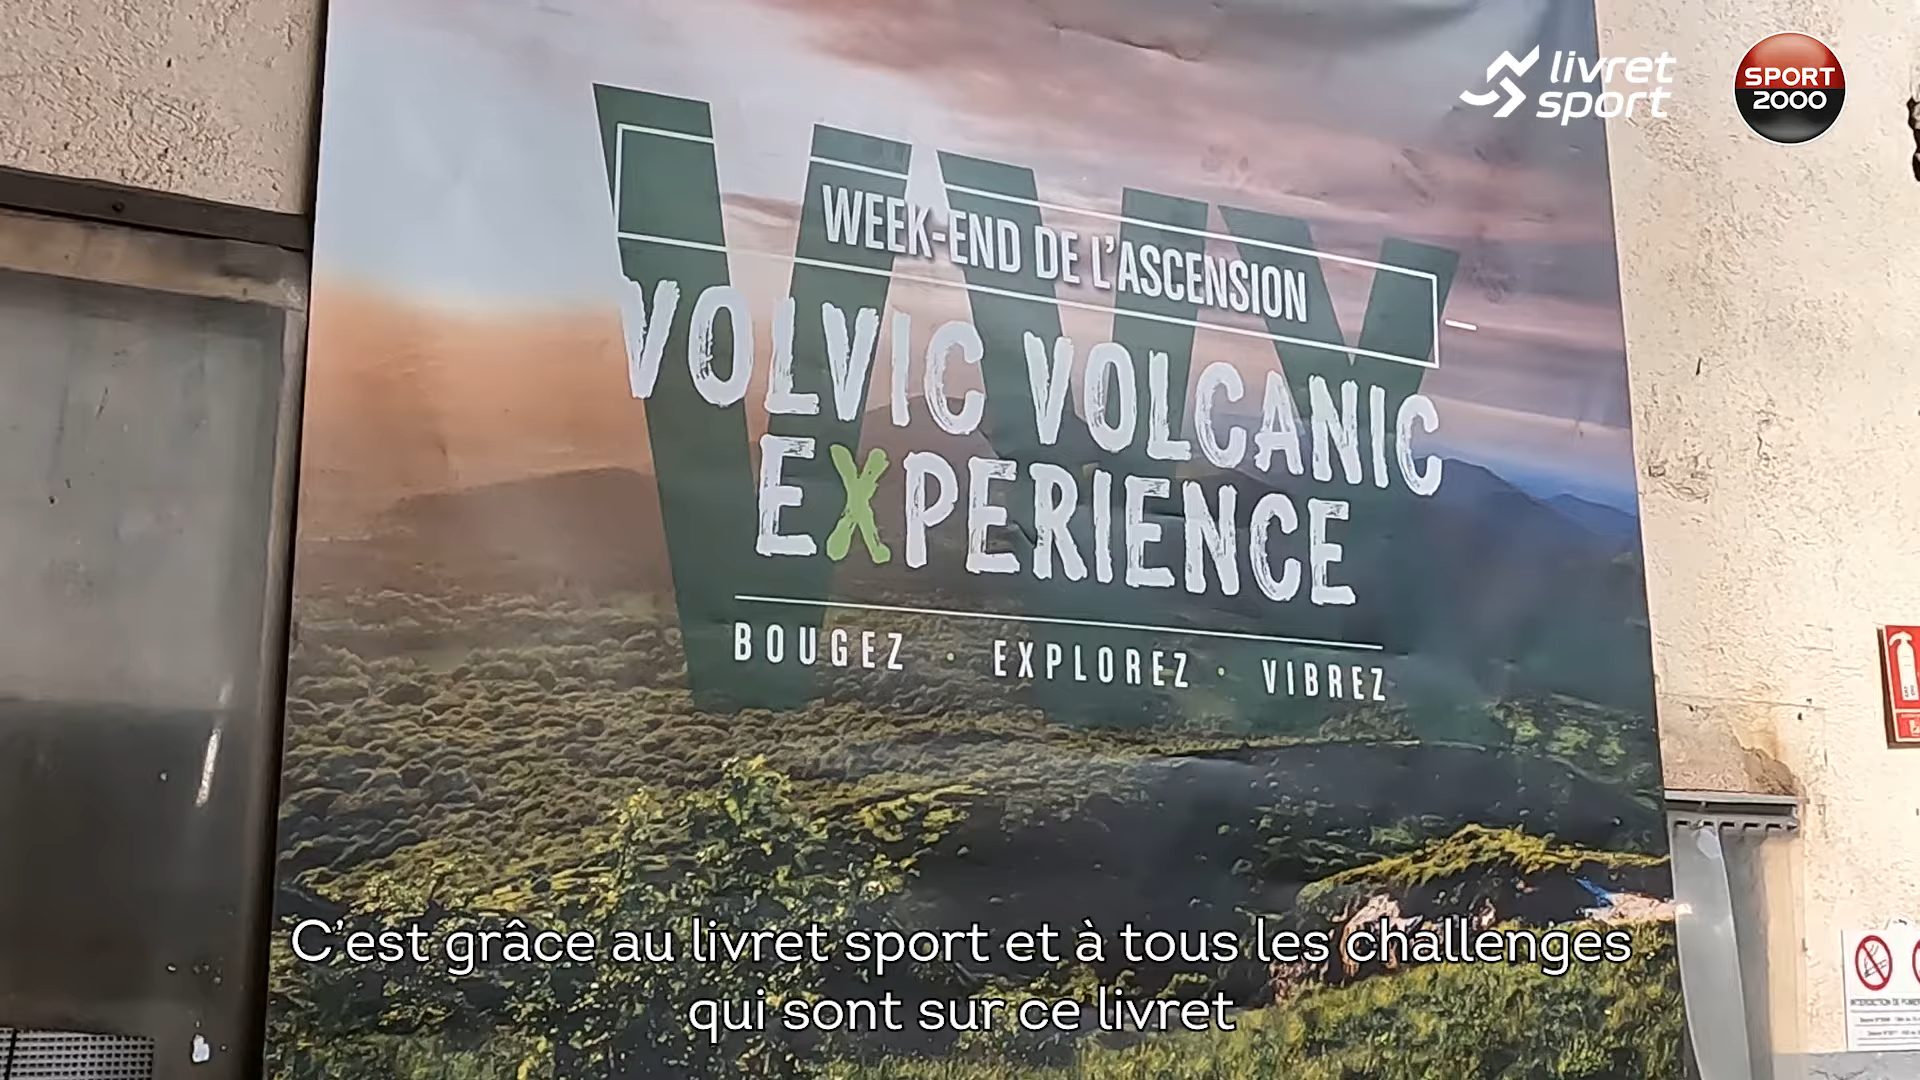 livret
sport
SPORT
2000
WEEK-END DE L'ASCENSION
VOLVIC VOLCANIC
EXPERIENCE
BOUGEZ · EXPLOREZ · VIBREZ
C'est grâce au livret sport et à tous les challenges
qui sont sur ce livret